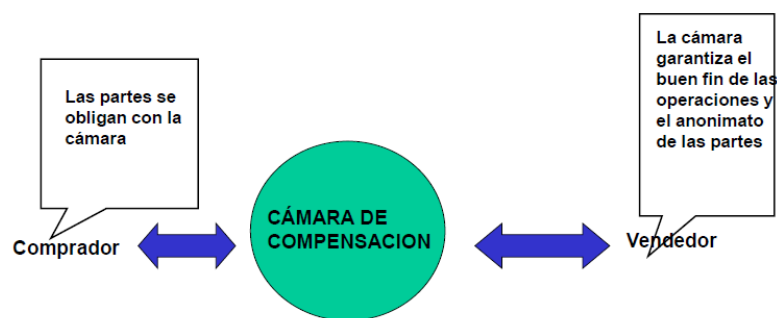 Las partes se
obligan con la
cámara
Comprador
CÁMARA DE
COMPENSACION
La cámara
garantiza el
buen fin de las
operaciones y
el anonimato
de las partes
Vendedor